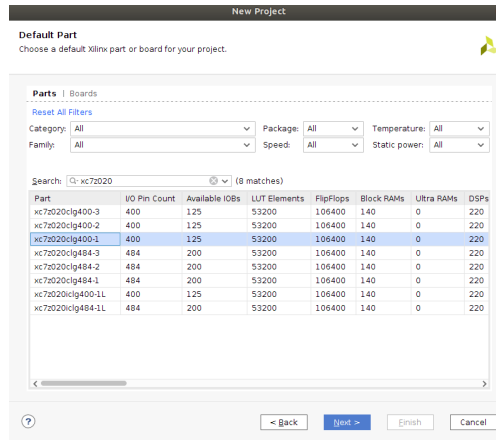 New Project
Default Part
Choose a default Xilinx part or board for your project.
Parts | Boards
Reset All Filters
Category: All Package: All Temperature: All
Family: All Speed: All Static power: All
Search: xc7z020 (8 matches)
Part I/O Pin Count Available IOBs LUT Elements FlipFlops Block RAMs Ultra RAMs DSPs
xc7z020clg400-3 400 125 53200 106400 140 0 220
xc7z020clg400-2 400 125 53200 106400 140 0 220
xc7z020clg400-1 400 125 53200 106400 140 0 220
xc7z020clg484-3 484 200 53200 106400 140 0 220
xc7z020clg484-2 484 200 53200 106400 140 0 220
xc7z020clg484-1 484 200 53200 106400 140 0 220
xc7z020iclg400-1L 400 125 53200 106400 140 0 220
xc7z020iclg484-1L 484 200 53200 106400 140 0 220
? < Back Next > Finish Cancel